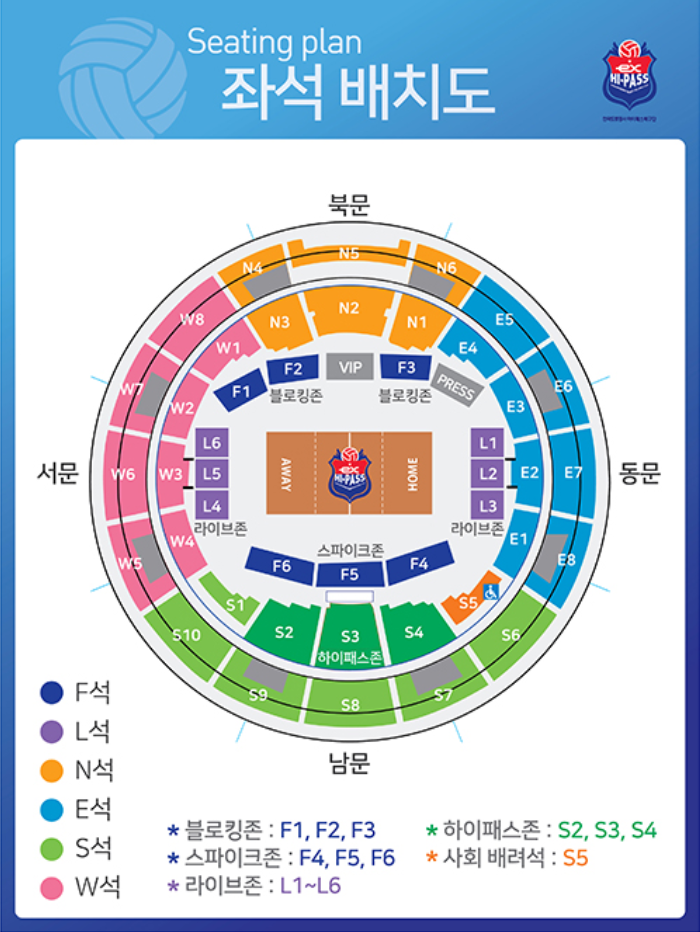 Seating plan
좌석 배치도
ex
HI-PASS
북문
N4
N5
N6
W8
N3
N2
N1
E5
W1
E4
F2
VIP
F3
W7
F1
블로킹존
블로킹존
PRESS
E6
W2
E3
L6
L1
서문
W6
W3
L5
AWAY
ex
HI-PASS
HOME
L2
E2
E7
동문
L4
L3
라이브존
라이브존
W4
E1
W5
스파이크존
E8
F6
F5
F4
S1
S5
S10
S2
S3
S4
S6
하이패스존
S9
S8
S7
남문
F석
L석
N석
E석
S석
W석
* 블로킹존 : F1, F2, F3
* 하이패스존 : S2, S3, S4
* 스파이크존 : F4, F5, F6
* 사회 배려석 : S5
* 라이브존 : L1~L6